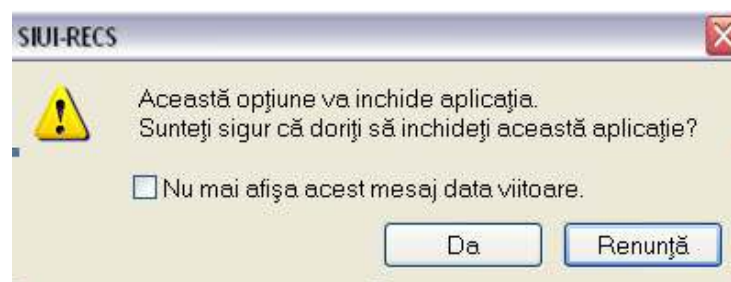 SIUI-RECS
Această opţiune va inchide aplicaţia.
Sunteţi sigur că doriţi să inchideţi această aplicaţie?
Nu mai afişa acest mesaj data viitoare.
Da
Renunţă